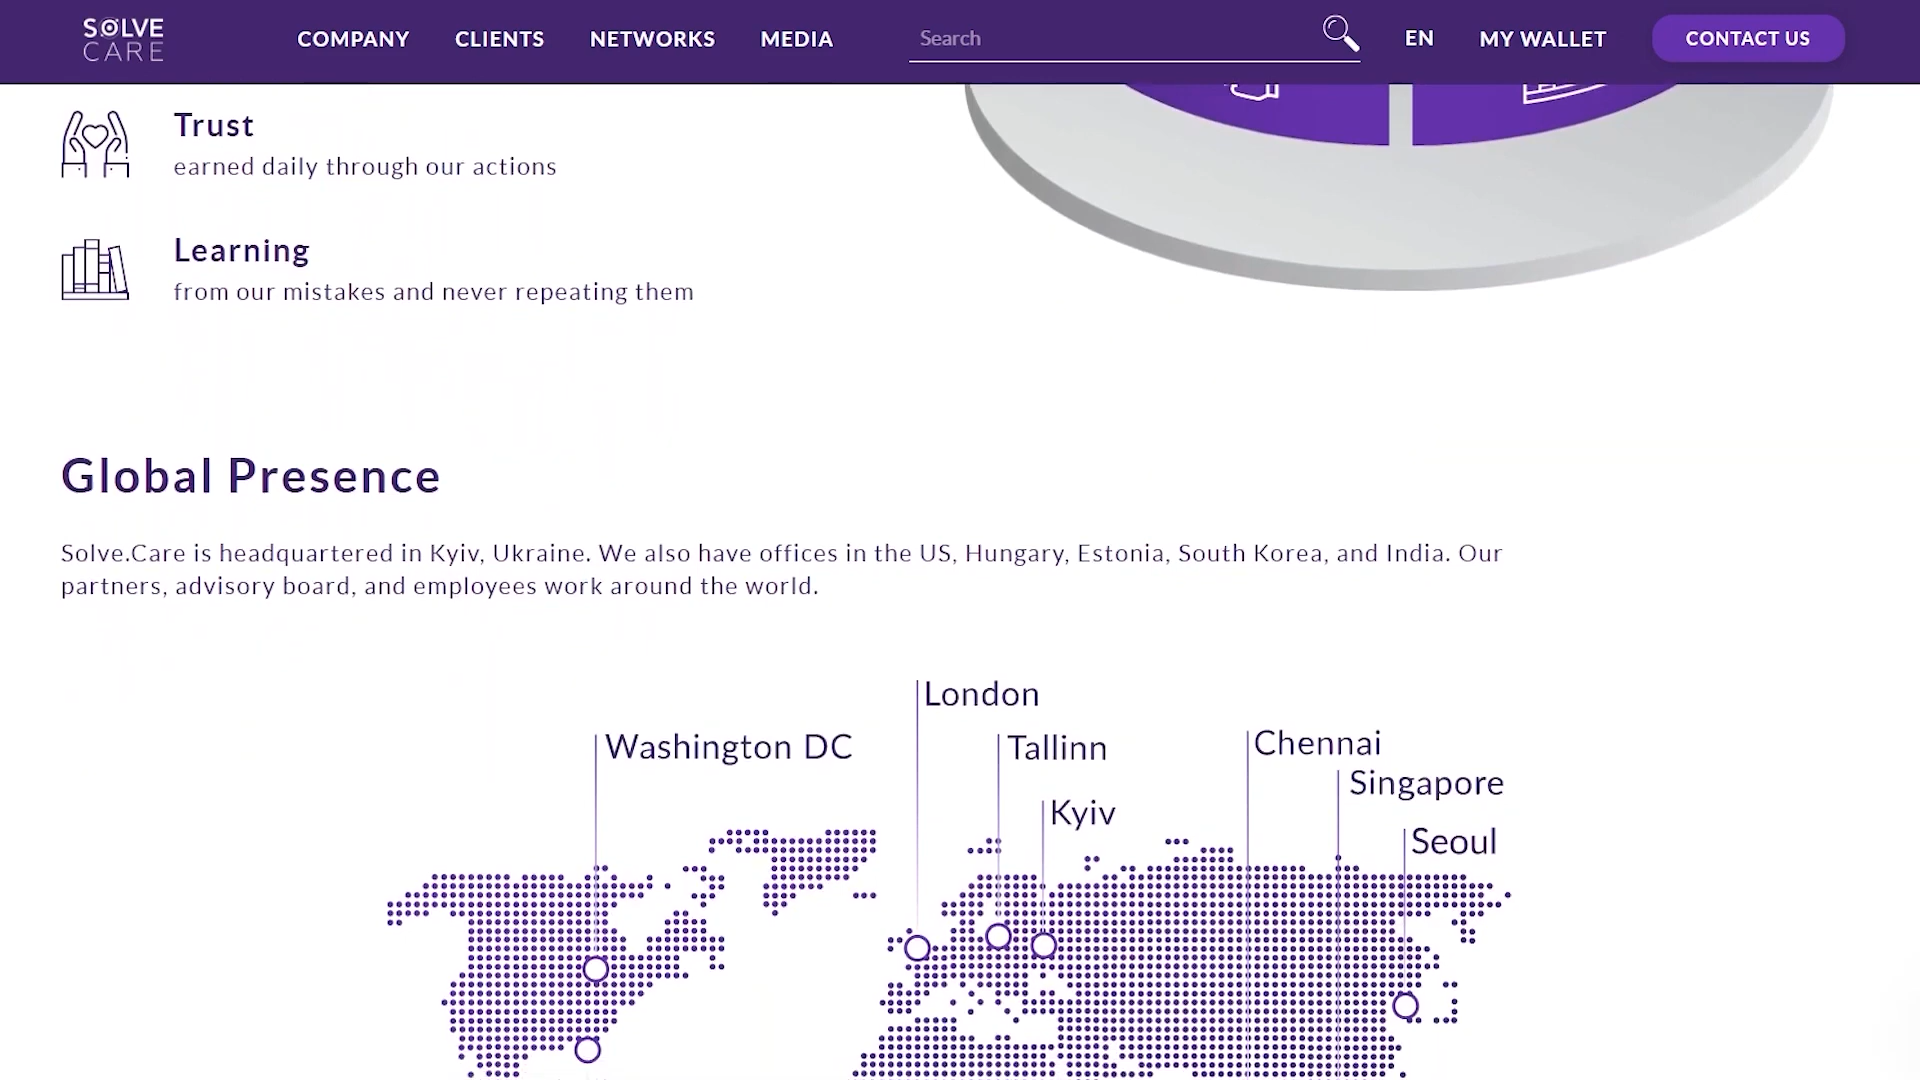 SOLVE
CARE
COMPANY
CLIENTS
NETWORKS
MEDIA
Search
EN
MY WALLET
CONTACT US
Trust
earned daily through our actions
Learning
from our mistakes and never repeating them
Global Presence
Solve.Care is headquartered in Kyiv, Ukraine. We also have offices in the US, Hungary, Estonia, South Korea, and India. Our
partners, advisory board, and employees work around the world.
London
Washington DC
Tallinn
Chennai
Singapore
Kyiv
Seoul